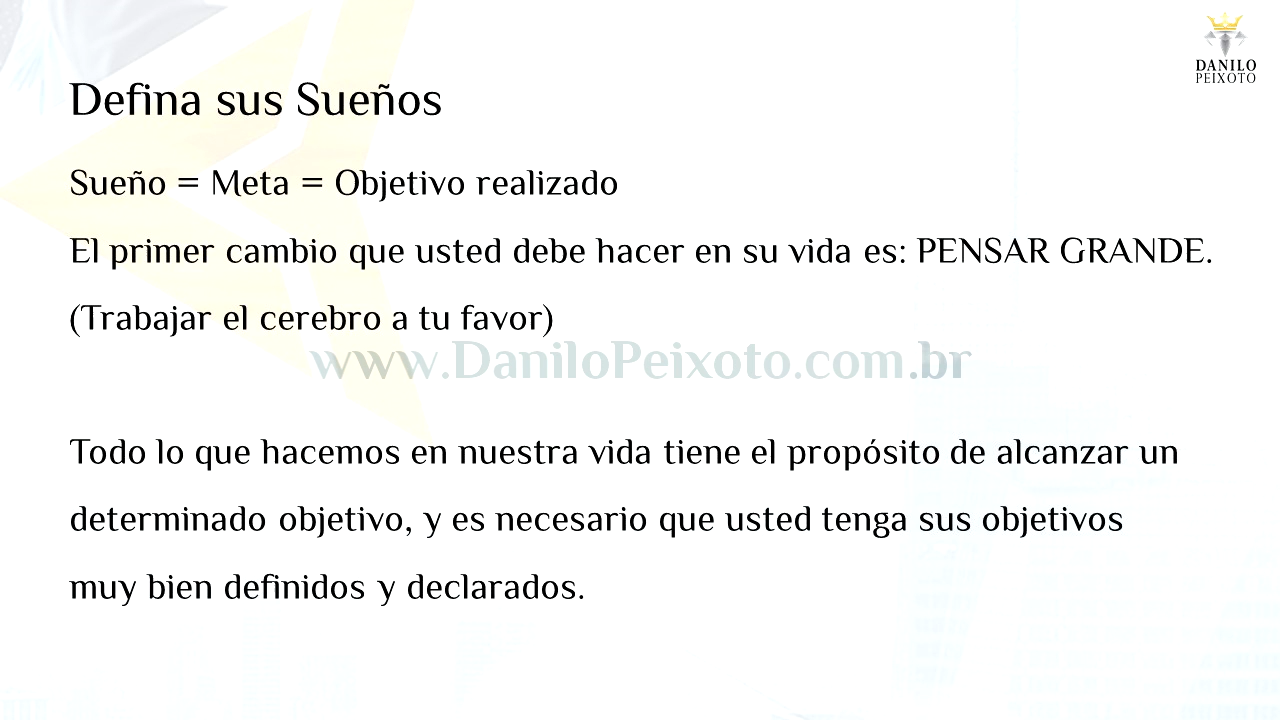 DANILO
PEIXOTO
Defina sus Sueños
Sueño = Meta = Objetivo realizado
El primer cambio que usted debe hacer en su vida es: PENSAR GRANDE.
(Trabajar el cerebro a tu favor)
www.DaniloPeixoto.com.br
Todo lo que hacemos en nuestra vida tiene el propósito de alcanzar un
determinado objetivo, y es necesario que usted tenga sus objetivos
muy bien definidos y declarados.